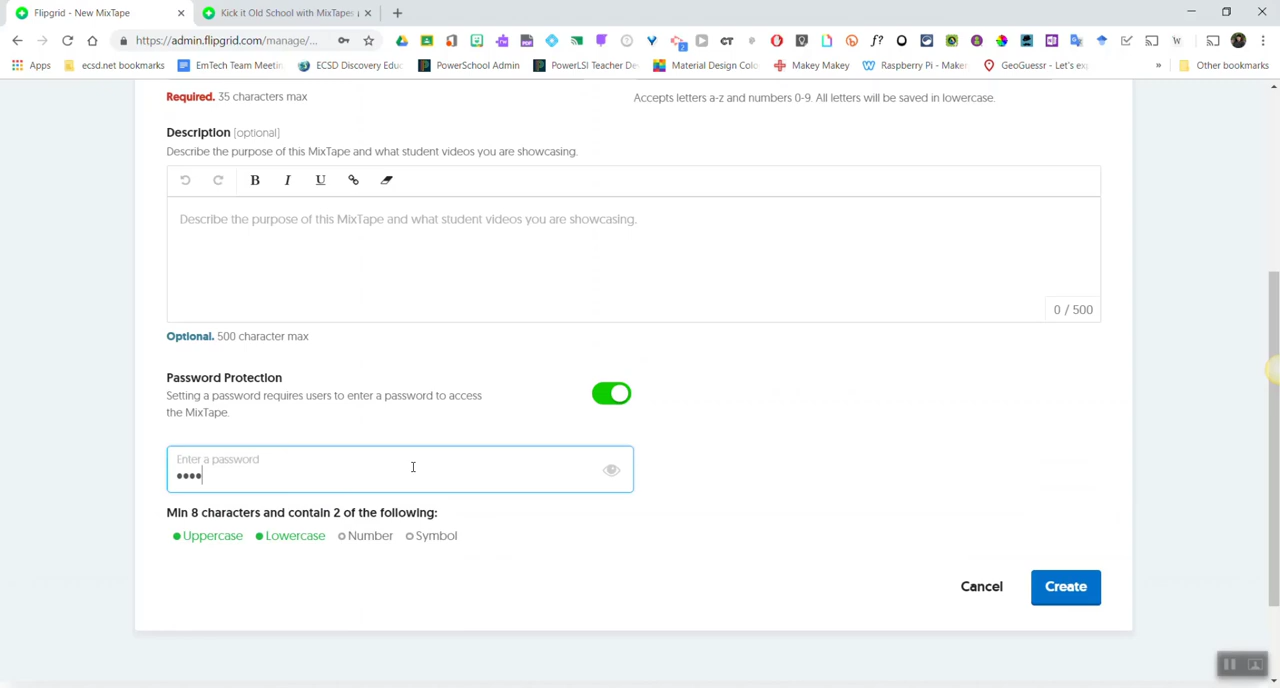 Flipgrid - New MixTape
Kick it Old School with MixTapes
https://admin.flipgrid.com/manage/...
Apps ecsd.net bookmarks EmTech Team Meetin ECSD Discovery Educ PowerSchool Admin PowerLSI Teacher De Material Design Colo Makey Makey Raspberry Pi - Maker GeoGuessr - Let's exp » Other bookmarks
Required. 35 characters max
Accepts letters a-z and numbers 0-9. All letters will be saved in lowercase.
Description [optional]
Describe the purpose of this MixTape and what student videos you are showcasing.
B I U
Describe the purpose of this MixTape and what student videos you are showcasing.
0 / 500
Optional. 500 character max
Password Protection
Setting a password requires users to enter a password to access
the MixTape.
Enter a password
••••
Min 8 characters and contain 2 of the following:
Uppercase Lowercase Number Symbol
Cancel Create